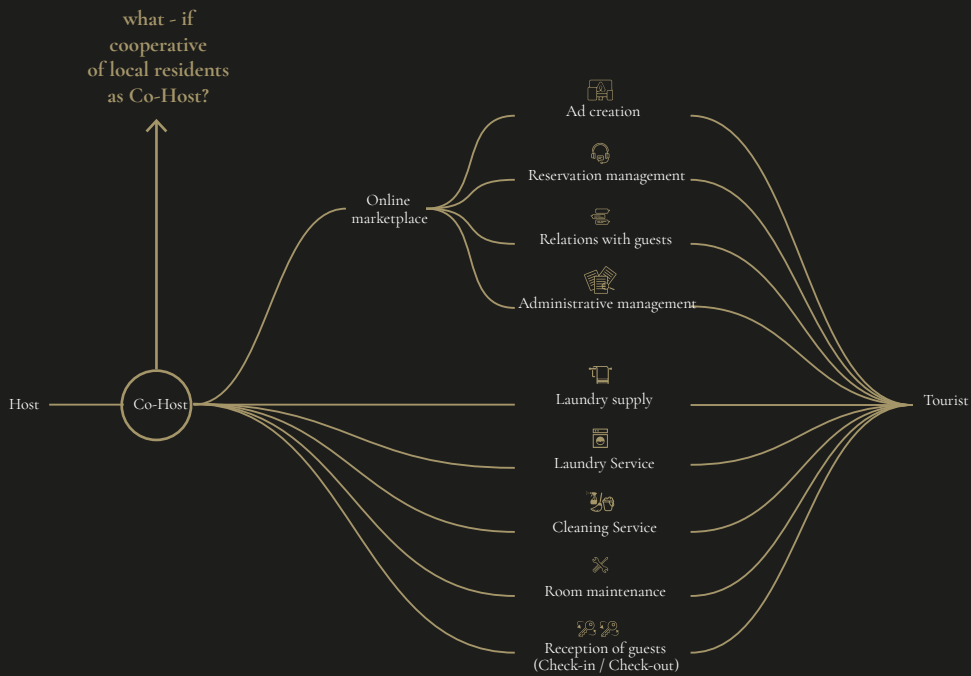 what - if
cooperative
of local residents
as Co-Host?
Ad creation
Reservation management
Online
marketplace
Relations with guests
Administrative management
Host
Co-Host
Laundry supply
Tourist
Laundry Service
Cleaning Service
Room maintenance
Reception of guests
(Check-in / Check-out)